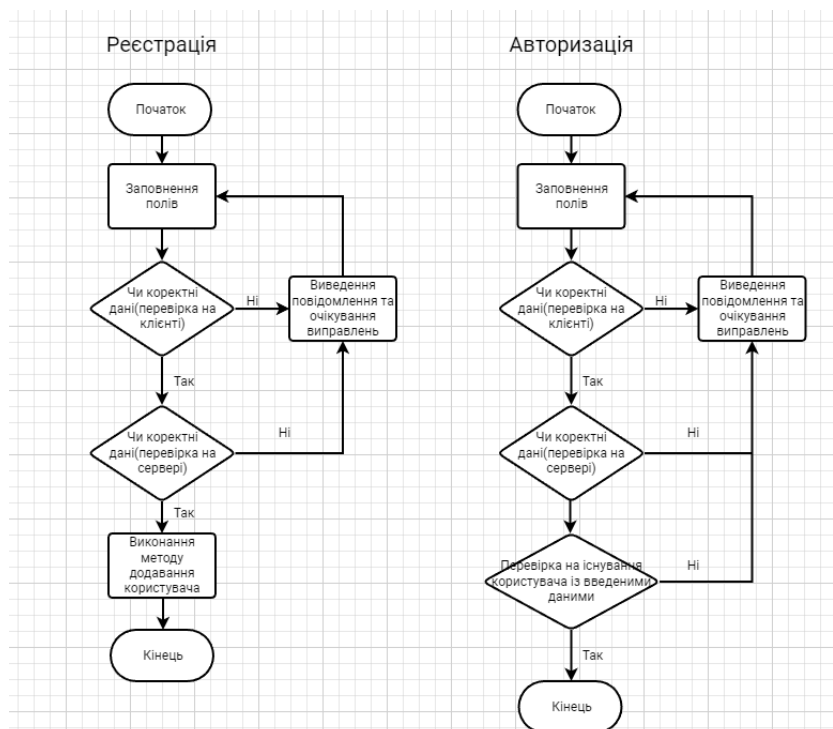 Реєстрація
Початок
Заповнення
полів
Чи коректні
дані(перевірка на
клієнті)
Ні
Виведення
повідомлення та
очікування
виправлень
Так
Чи коректні
дані(перевірка на
сервері)
Ні
Так
Виконання
методу
додавання
користувача
Кінець
Авторизація
Початок
Заповнення
полів
Чи коректні
дані(перевірка на
клієнті)
Ні
Виведення
повідомлення та
очікування
виправлень
Так
Чи коректні
дані(перевірка на
сервері)
Ні
Перевірка на існування
користувача із введеними
даними
Ні
Так
Кінець